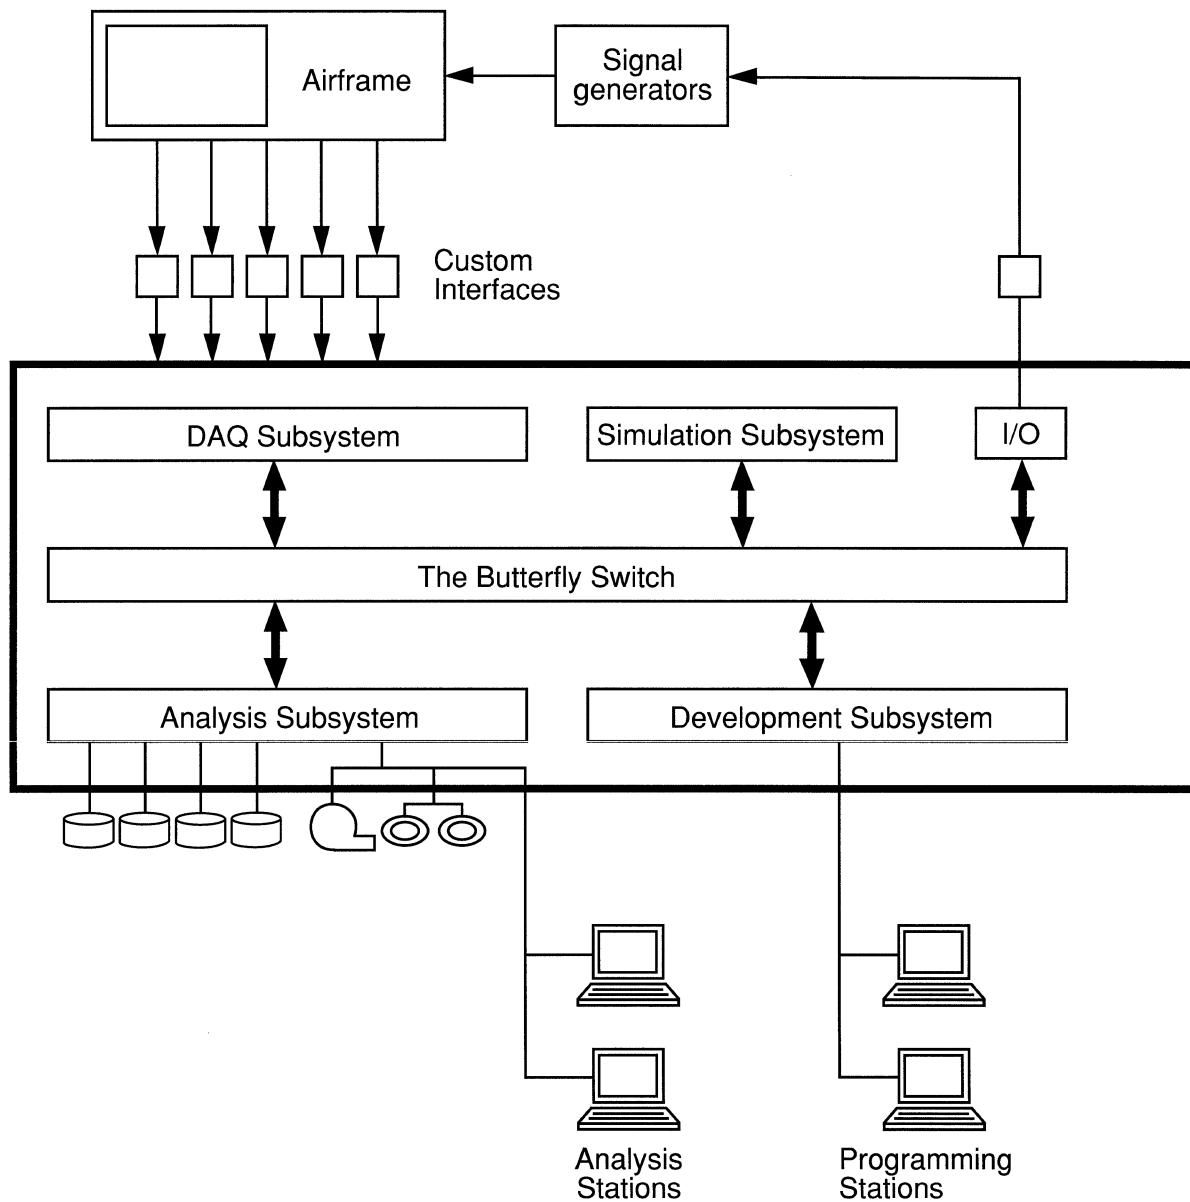 Airframe
Signal
generators
Custom
Interfaces
DAQ Subsystem
Simulation Subsystem
I/O
The Butterfly Switch
Analysis Subsystem
Development Subsystem
Analysis
Stations
Programming
Stations